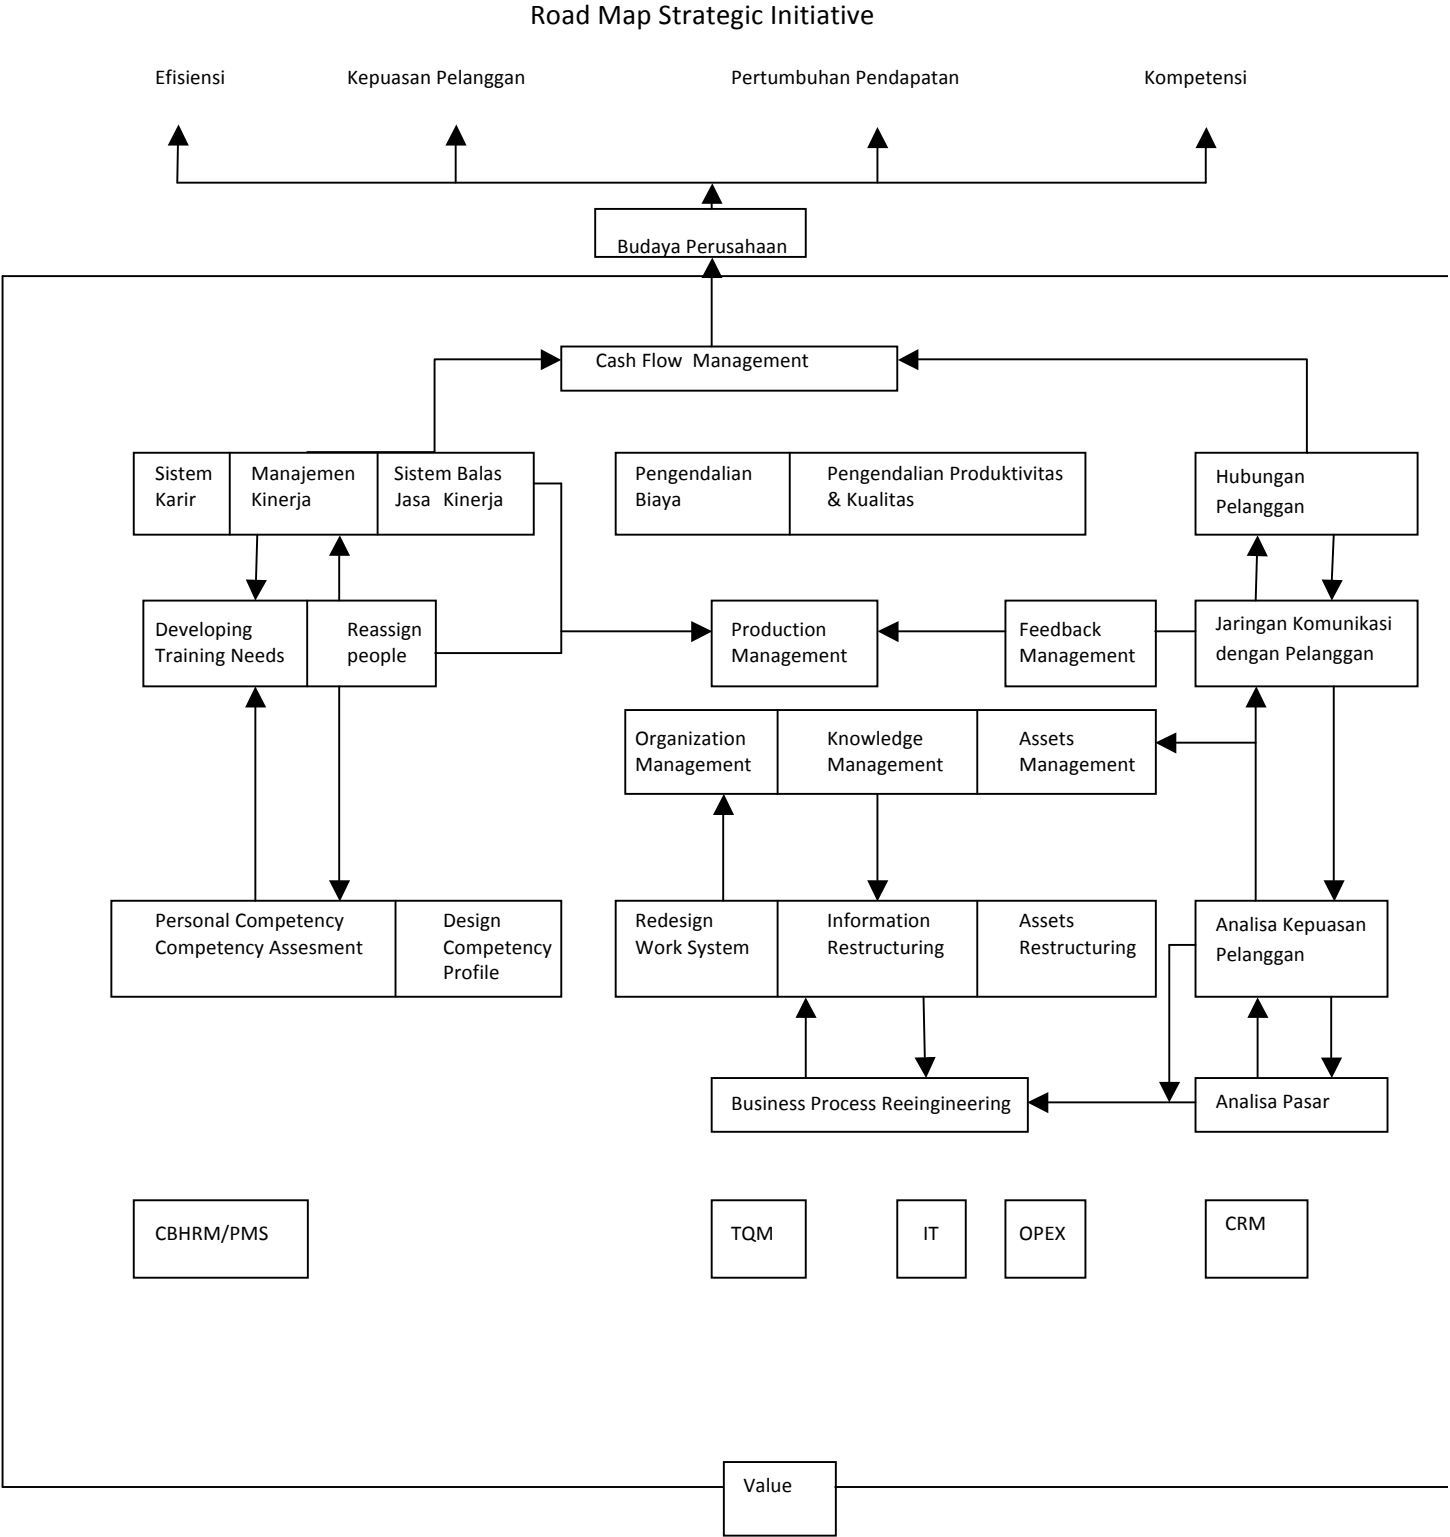 Road Map Strategic Initiative
Efisiensi
Kepuasan Pelanggan
Pertumbuhan Pendapatan
Kompetensi
Budaya Perusahaan
Cash Flow Management
Sistem
Karir
Manajemen
Kinerja
Sistem Balas
Jasa Kinerja
Pengendalian
Biaya
Pengendalian Produktivitas
& Kualitas
Hubungan
Pelanggan
Developing
Training Needs
Reassign
people
Production
Management
Feedback
Management
Jaringan Komunikasi
dengan Pelanggan
Organization
Management
Knowledge
Management
Assets
Management
Personal Competency
Competency Assesment
Design
Competency
Profile
Redesign
Work System
Information
Restructuring
Assets
Restructuring
Analisa Kepuasan
Pelanggan
Business Process Reeingineering
Analisa Pasar
CBHRM/PMS
TQM
IT
OPEX
CRM
Value